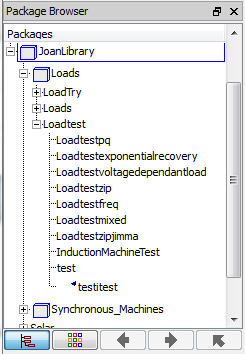 Package Browser
Packages
JoanLibrary
Loads
LoadTry
Loads
Loadtest
Loadtestpq
Loadtestexponentialrecovery
Loadtestvoltagedependantload
Loadtestzip
Loadtestfreq
Loadtestmixed
Loadtestzipjimma
InductionMachineTest
test
testitest
Synchronous_Machines
Solar